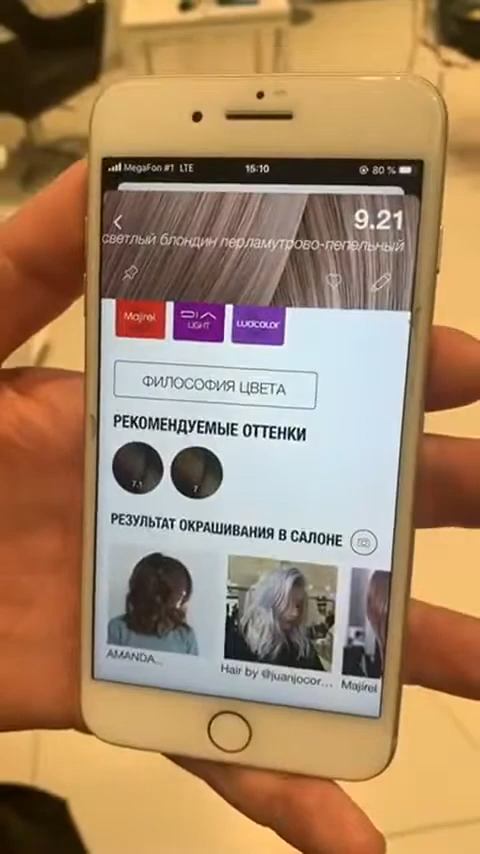 MegaFon #1 LTE 15:10 80 %
9.21
светлый блондин перламутрово-пепельный
Majirel DIA LIGHT LUOCOLOR
ФИЛОСОФИЯ ЦВЕТА
РЕКОМЕНДУЕМЫЕ ОТТЕНКИ
7.1 7
РЕЗУЛЬТАТ ОКРАШИВАНИЯ В САЛОНЕ
AMANDA... Hair by @juanjocor... Majirel